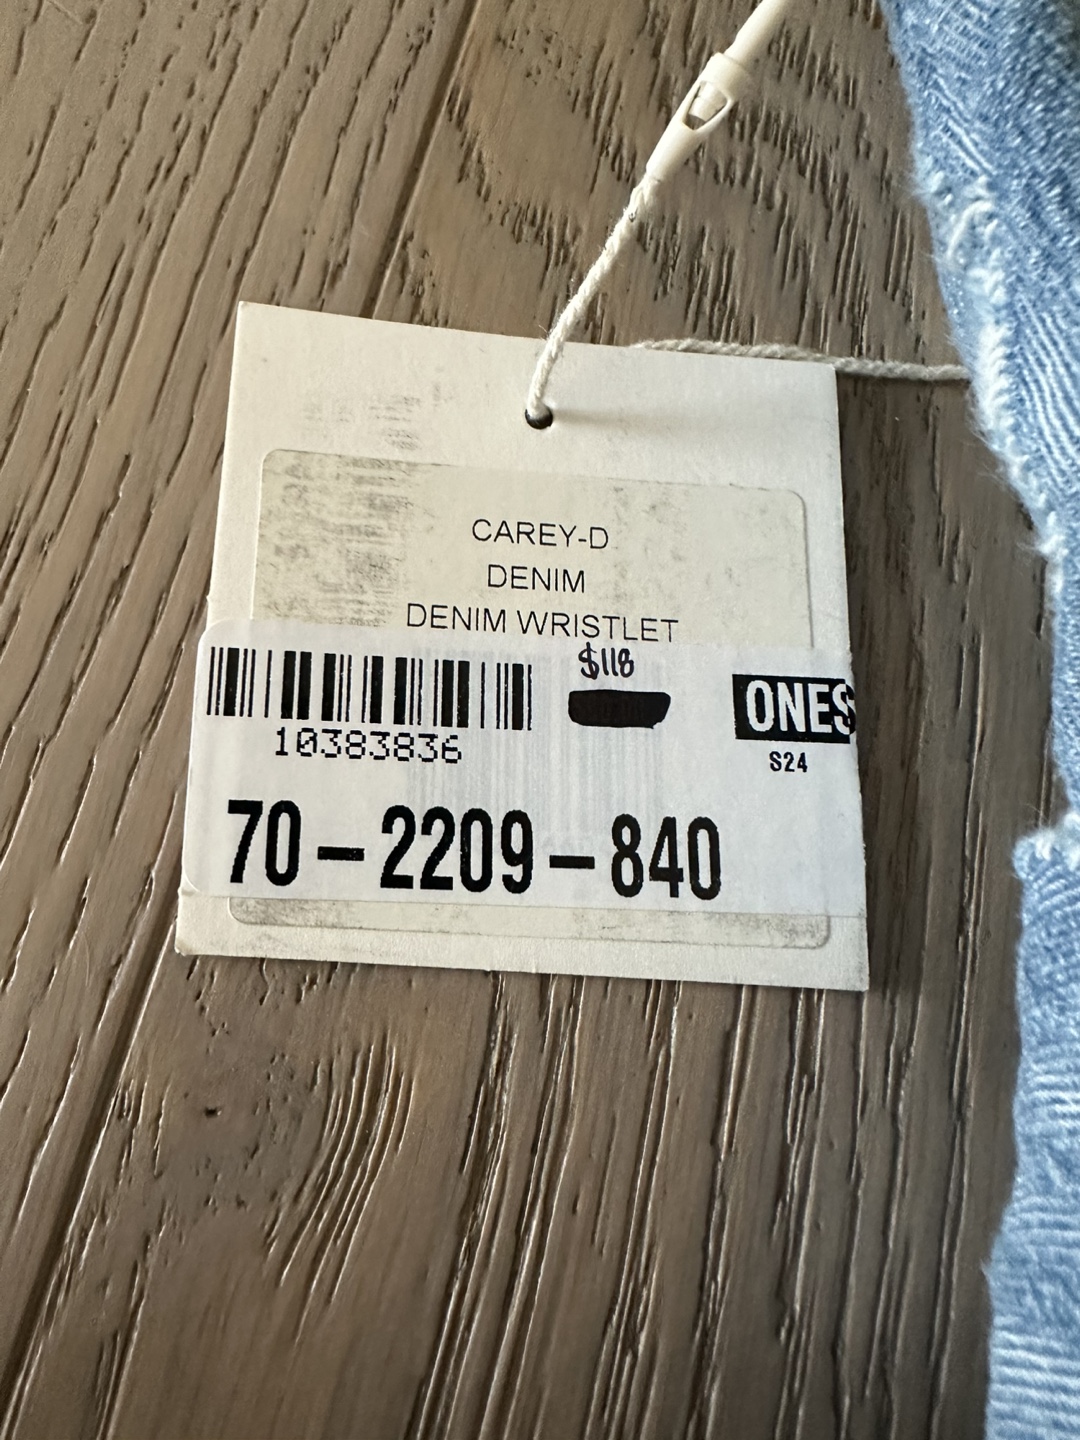 CAREY-D
DENIM
DENIM WRISTLET
$118
10383836
ONES
S24
70-2209-840